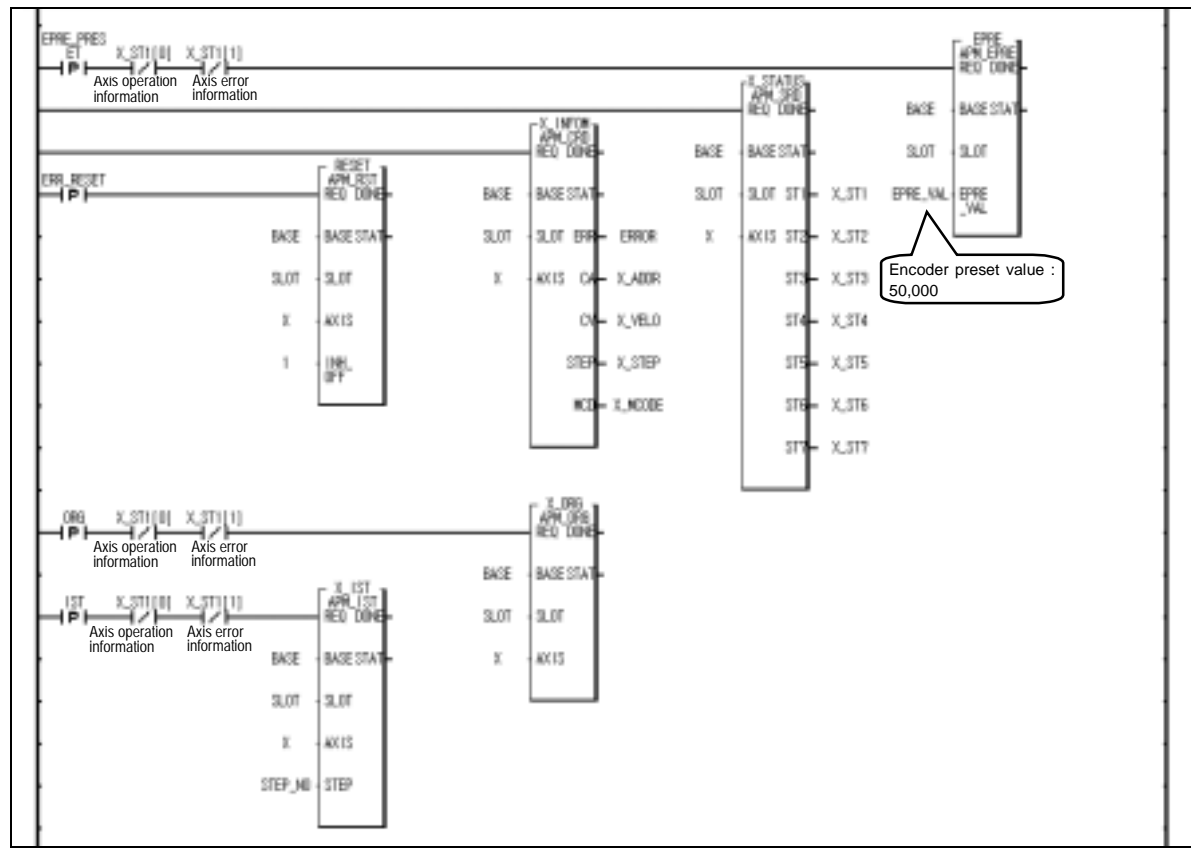 EPRE_PRES
ET X_ST1[0] X_ST1[1]
P
Axis operation information
Axis error information
EPRE
APM_EPRE
REQ DONE
BASE BASE STAT
SLOT SLOT
EPRE_VAL EPRE
_VAL
Encoder preset value :
50,000
X_STATUS
APM_SRD
REQ DONE
BASE BASE STAT
SLOT SLOT ST1 X_ST1
X AXIS ST2 X_ST2
ST3 X_ST3
ST4 X_ST4
ST5 X_ST5
ST6 X_ST6
ST7 X_ST7
APM_CRD
REQ DONE
BASE BASE STAT
SLOT SLOT ERR ERROR
X AXIS CA X_ADDR
CV X_VELO
STEP X_STEP
MCD X_MCODE
ERR_RESET
P
RESET
APM_RST
REQ DONE
BASE BASE STAT
SLOT SLOT
X AXIS
1 INH_
OFF
ORG X_ST1[0] X_ST1[1]
P
Axis operation information
Axis error information
X_ORG
APM_ORG
REQ DONE
BASE BASE STAT
SLOT SLOT
X AXIS
IST X_ST1[0] X_ST1[1]
P
Axis operation information
Axis error information
X_IST
APM_IST
REQ DONE
BASE BASE STAT
SLOT SLOT
X AXIS
STEP_NO STEP